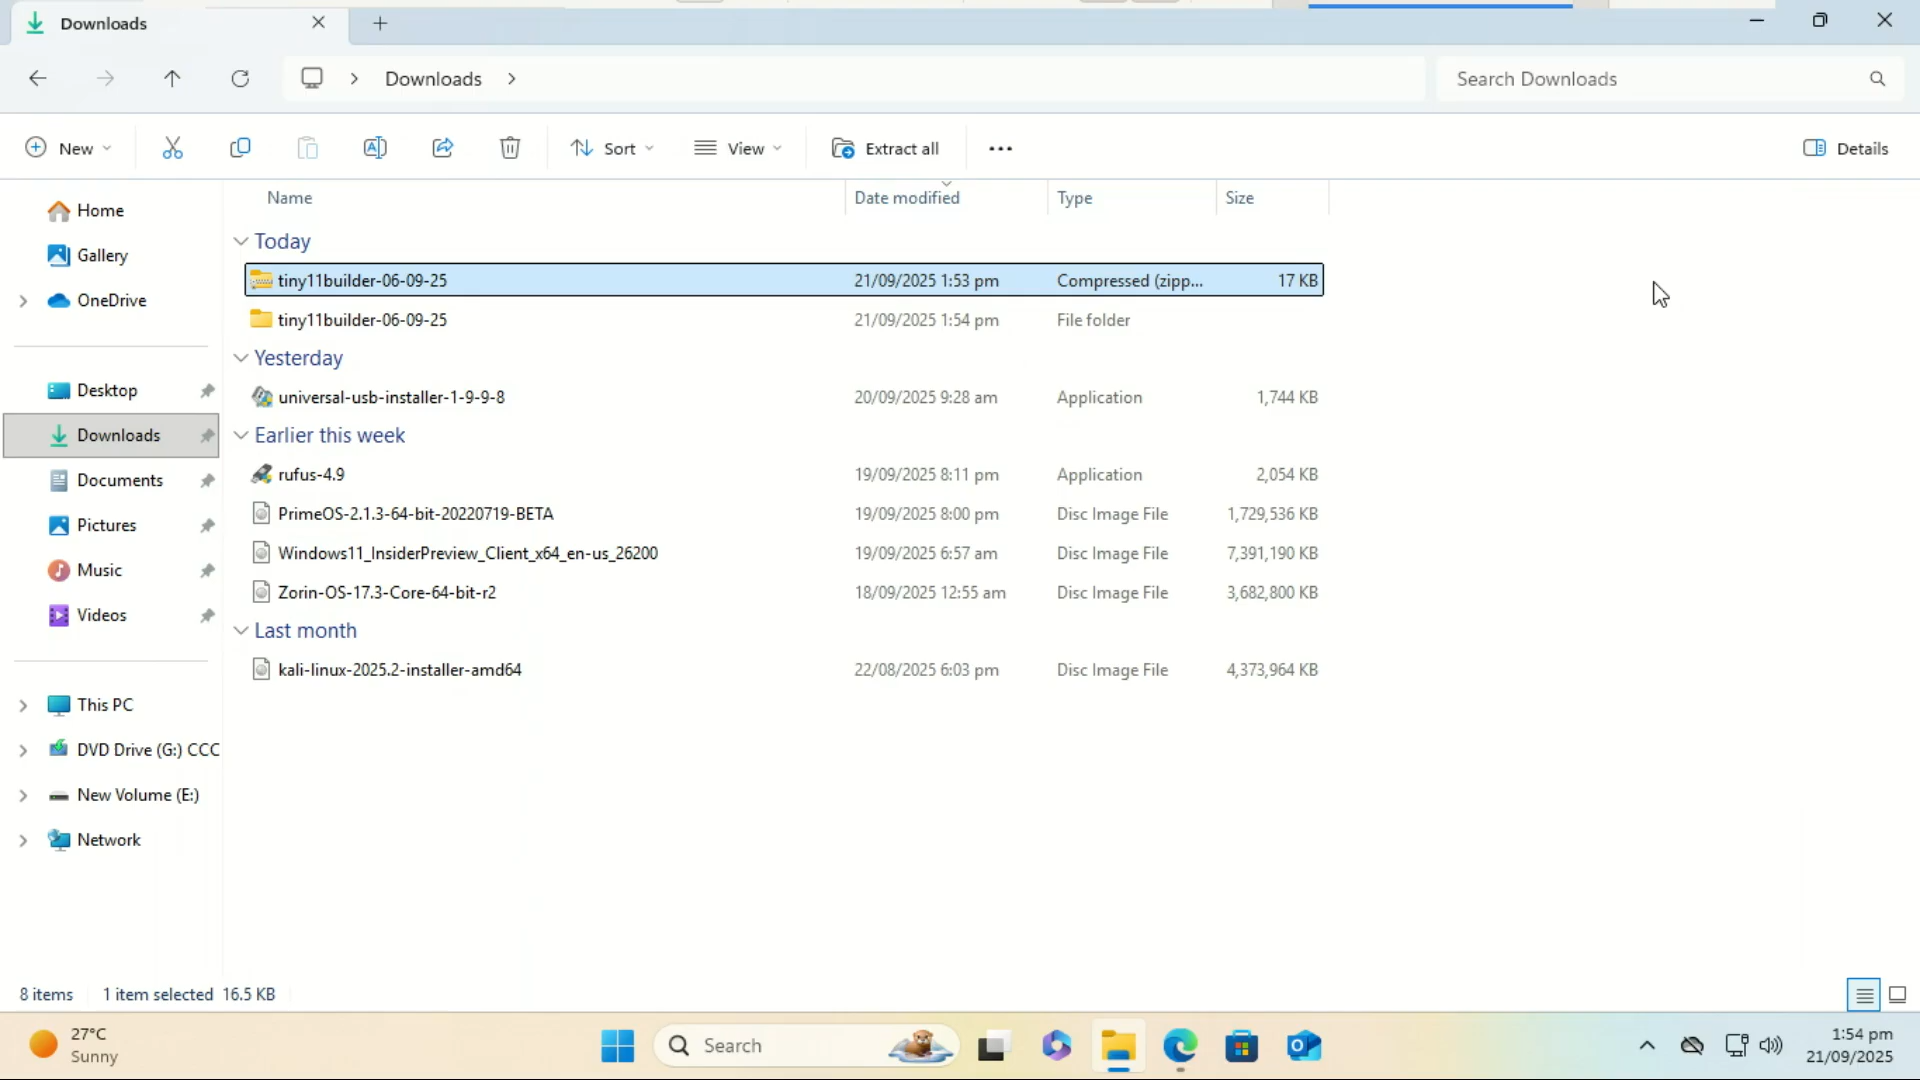 Downloads
Downloads
Search Downloads
New
Sort
View
Extract all
Details
Name Date modified Type Size
Home
Gallery
OneDrive
Desktop
Downloads
Documents
Pictures
Music
Videos
This PC
DVD Drive (G:) CCC
New Volume (E:)
Network
Today
tiny11builder-06-09-25 21/09/2025 1:53 pm Compressed (zipp... 17 KB
tiny11builder-06-09-25 21/09/2025 1:54 pm File folder
Yesterday
universal-usb-installer-1-9-9-8 20/09/2025 9:28 am Application 1,744 KB
Earlier this week
rufus-4.9 19/09/2025 8:11 pm Application 2,054 KB
PrimeOS-2.1.3-64-bit-20220719-BETA 19/09/2025 8:00 pm Disc Image File 1,729,536 KB
Windows11_InsiderPreview_Client_x64_en-us_26200 19/09/2025 6:57 am Disc Image File 7,391,190 KB
Zorin-OS-17.3-Core-64-bit-r2 18/09/2025 12:55 am Disc Image File 3,682,800 KB
Last month
kali-linux-2025.2-installer-amd64 22/08/2025 6:03 pm Disc Image File 4,373,964 KB
8 items 1 item selected 16.5 KB
27°C
Sunny
Search
1:54 pm
21/09/2025